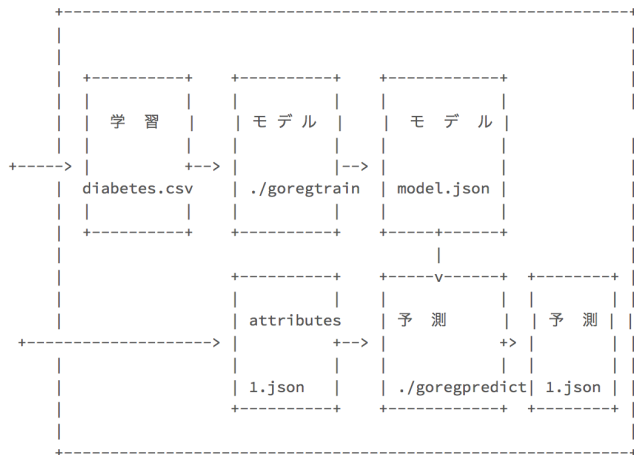 学 習
diabetes.csv
モ デ ル
./goregtrain
モ デ ル
model.json
attributes
1.json
予 測
./goregpredict
予 測
1.json